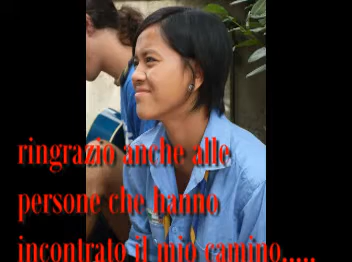 ringrazio anche alle
persone che hanno
incontrato il mio camino.....